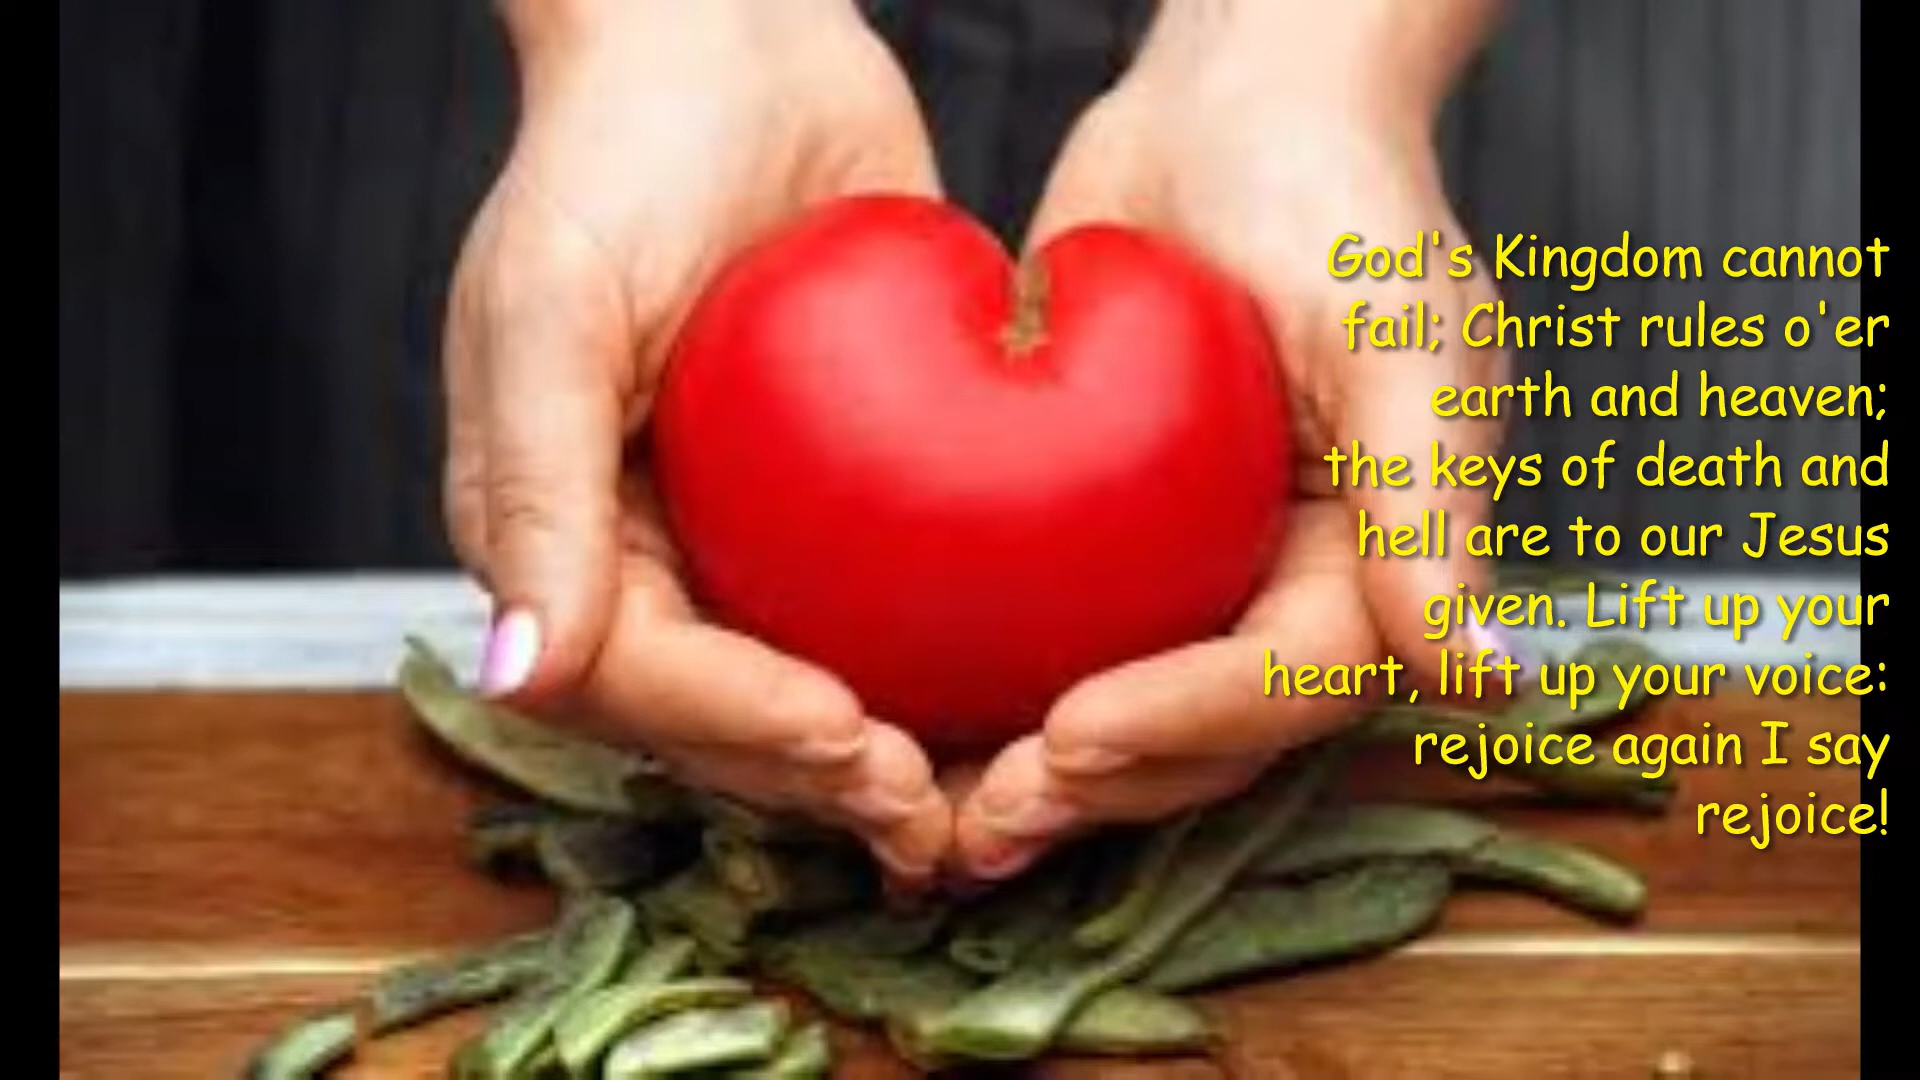 God's Kingdom cannot
fail; Christ rules o'er
earth and heaven;
the keys of death and
hell are to our Jesus
given. Lift up your
heart, lift up your voice:
rejoice again I say
rejoice!